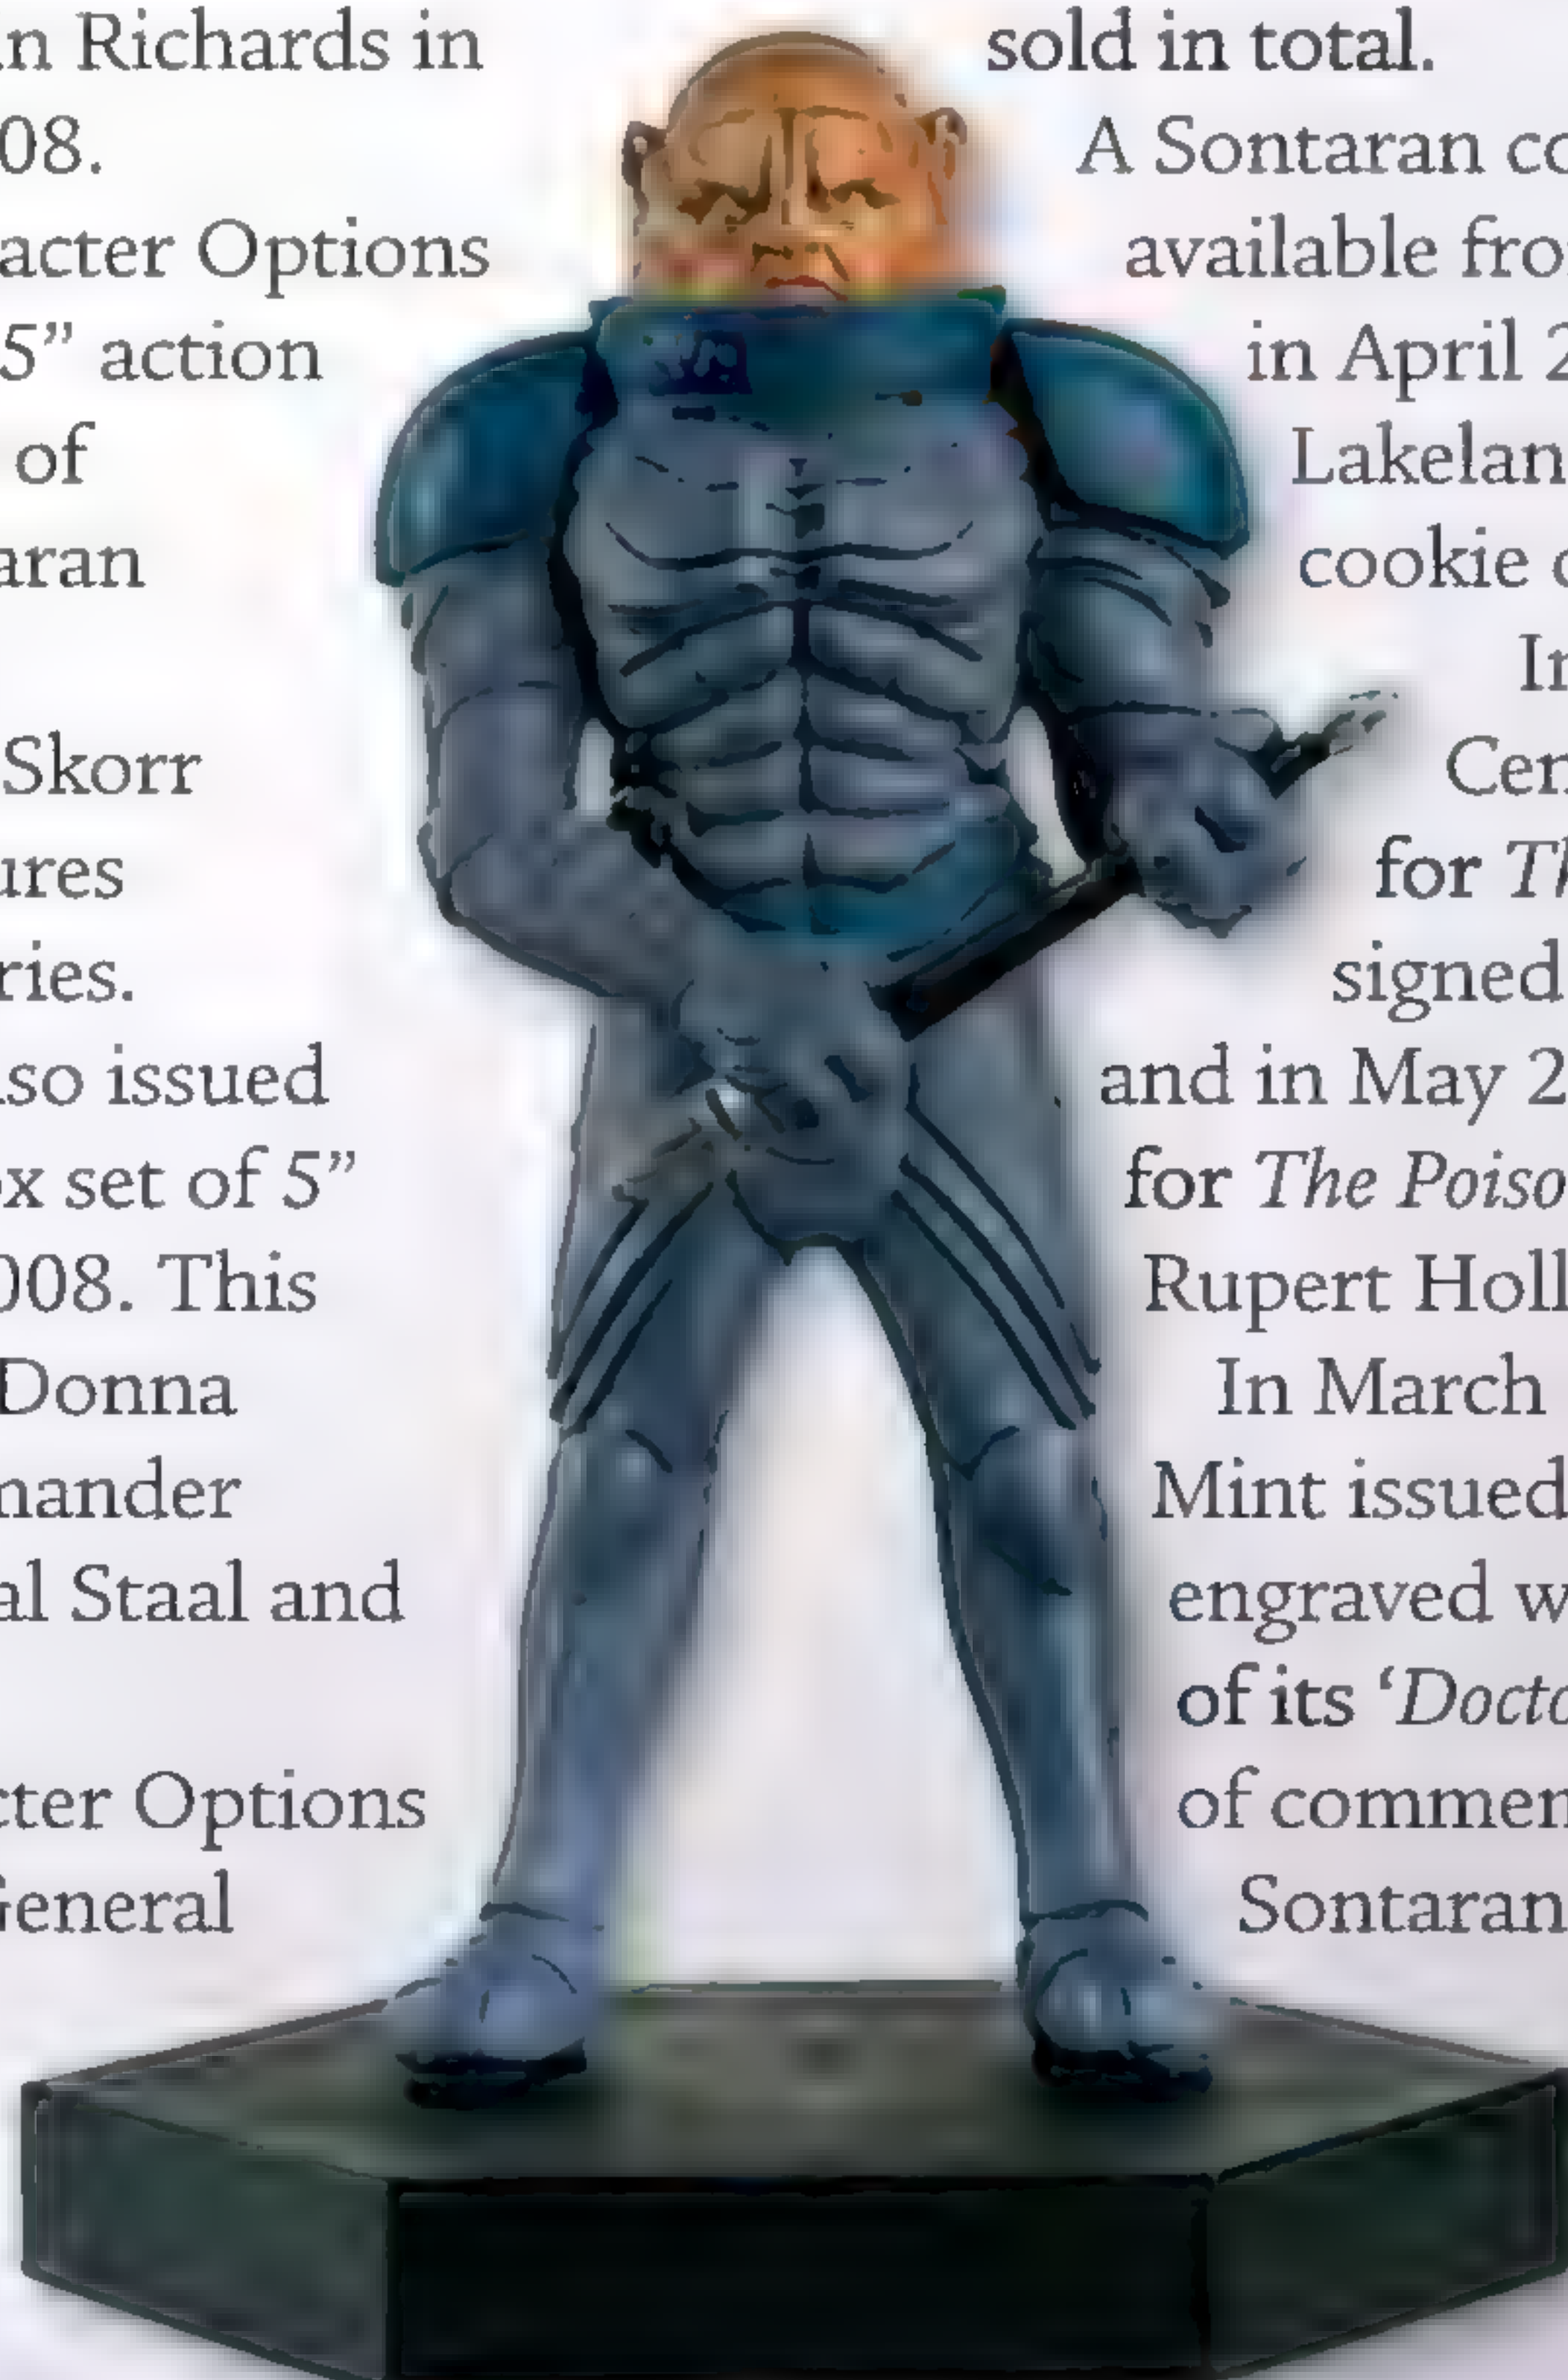 n Richards in
08.
acter Options
5” action
of
aran
Skorr
ures
ries.
so issued
x set of 5”
008. This
Donna
mander
al Staal and
cter Options
General
sold in total.
A Sontaran co
available fro
in April 2
Lakelan
cookie c
In
Cen
for Th
signed
and in May 2
for The Poiso
Rupert Holl
In March
Mint issued
engraved w
of its ‘Docto
of commem
Sontaran